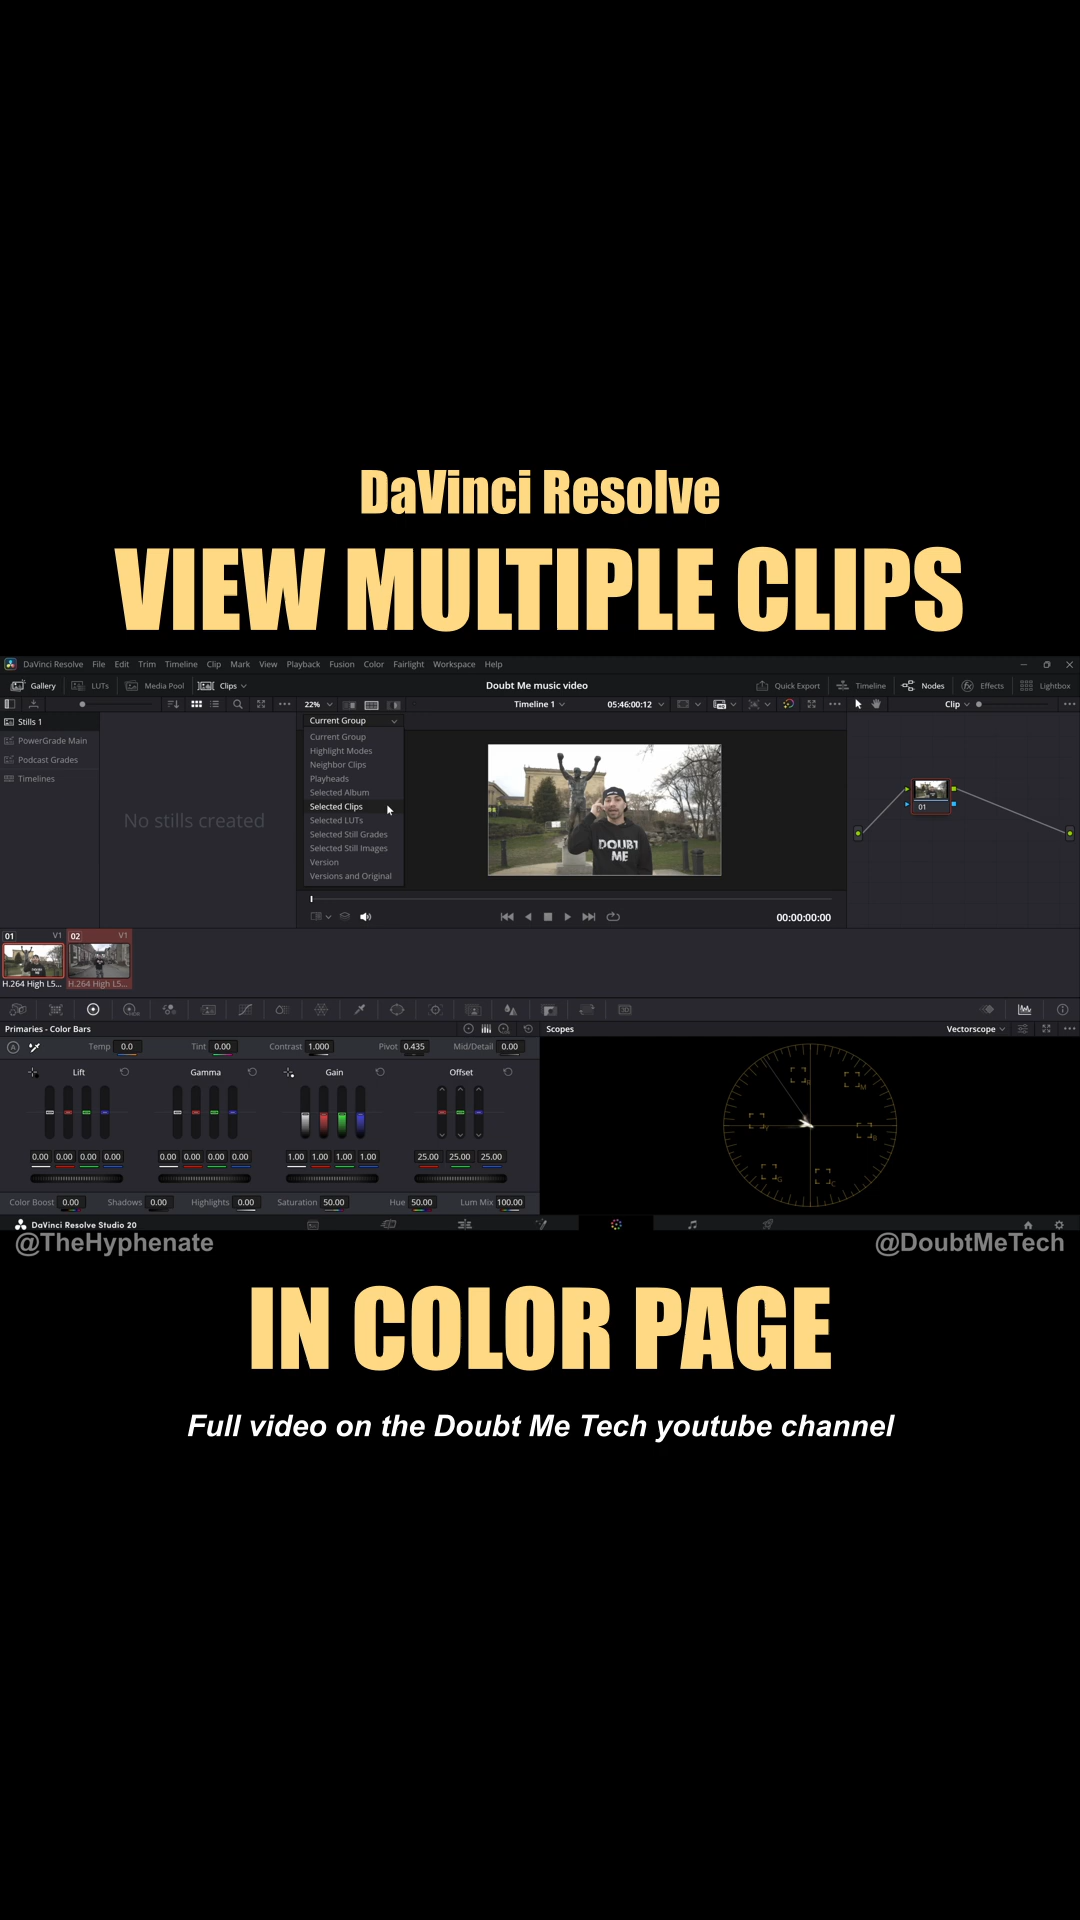 DaVinci Resolve
VIEW MULTIPLE CLIPS
DaVinci Resolve File Edit Trim Timeline Clip Mark View Playback Fusion Color Fairlight Workspace Help
Gallery LUTs Media Pool Clips Doubt Me music video Quick Export Timeline Nodes Effects Lightbox
22% Timeline 1 05:46:00:12 Clip
Stills 1
PowerGrade Main
Podcast Grades
Timelines
No stills created
Current Group
Current Group
Highlight Modes
Neighbor Clips
Playheads
Selected Album
Selected Clips
Selected LUTs
Selected Still Grades
Selected Still Images
Version
Versions and Original
DOUBT
ME
01
00:00:00:00
01 V1 02 V1
H.264 High L5... H.264 High L5...
Primaries - Color Bars Scopes Vectorscope
Temp 0.0 Tint 0.00 Contrast 1.000 Pivot 0.435 Mid/Detail 0.00
Lift Gamma Gain Offset
0.00 0.00 0.00 0.00 0.00 0.00 0.00 0.00 1.00 1.00 1.00 1.00 25.00 25.00 25.00
Color Boost 0.00 Shadows 0.00 Highlights 0.00 Saturation 50.00 Hue 50.00 Lum Mix 100.00
DaVinci Resolve Studio 20
@TheHyphenate @DoubtMeTech
IN COLOR PAGE
Full video on the Doubt Me Tech youtube channel